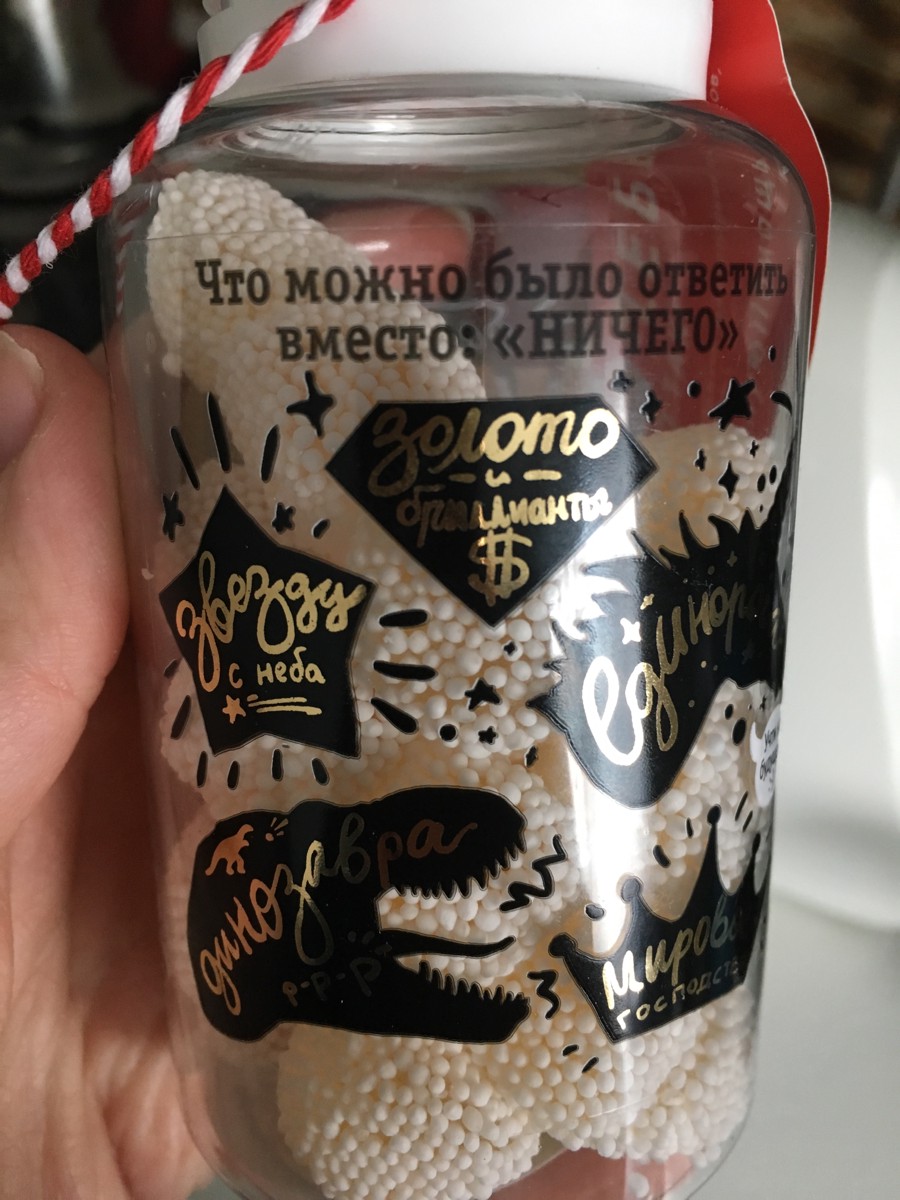 Что можно было ответить
вместо: «НИЧЕГО»
золото
и
бриллианты
$
звезду
с неба
динозавра
р-р-р